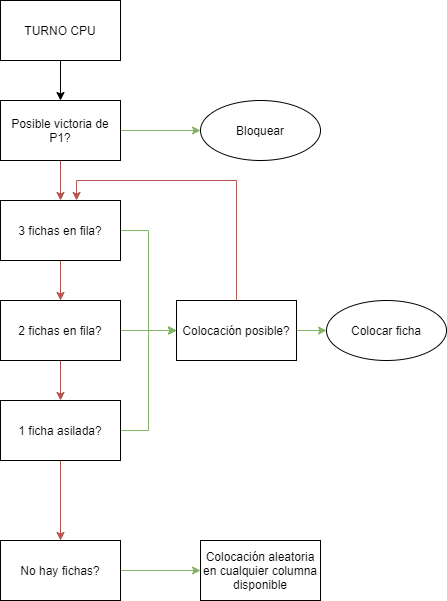 TURNO CPU
Posible victoria de
P1?
Bloquear
3 fichas en fila?
2 fichas en fila?
Colocación posible?
Colocar ficha
1 ficha asilada?
No hay fichas?
Colocación aleatoria
en cualquier columna
disponible